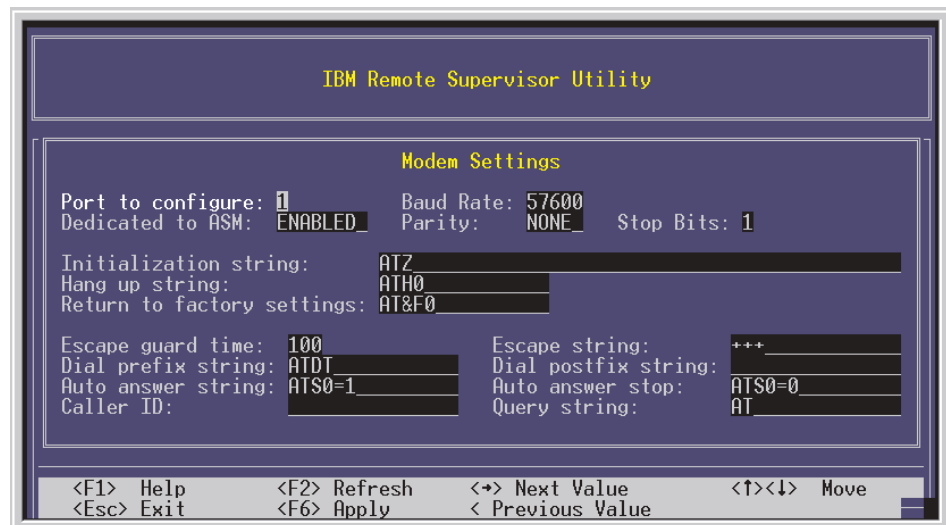 IBM Remote Supervisor Utility
Modem Settings
Port to configure: 1 Baud Rate: 57600
Dedicated to ASM: ENABLED_ Parity: NONE_ Stop Bits: 1
Initialization string: ATZ
Hang up string: ATH0
Return to factory settings: AT&F0
Escape guard time: 100 Escape string: +++
Dial prefix string: ATDT Dial postfix string:
Auto answer string: ATS0=1 Auto answer stop: ATS0=0
Caller ID: Query string: AT
<F1> Help <F2> Refresh <→> Next Value <↑><↓> Move
<Esc> Exit <F6> Apply < Previous Value